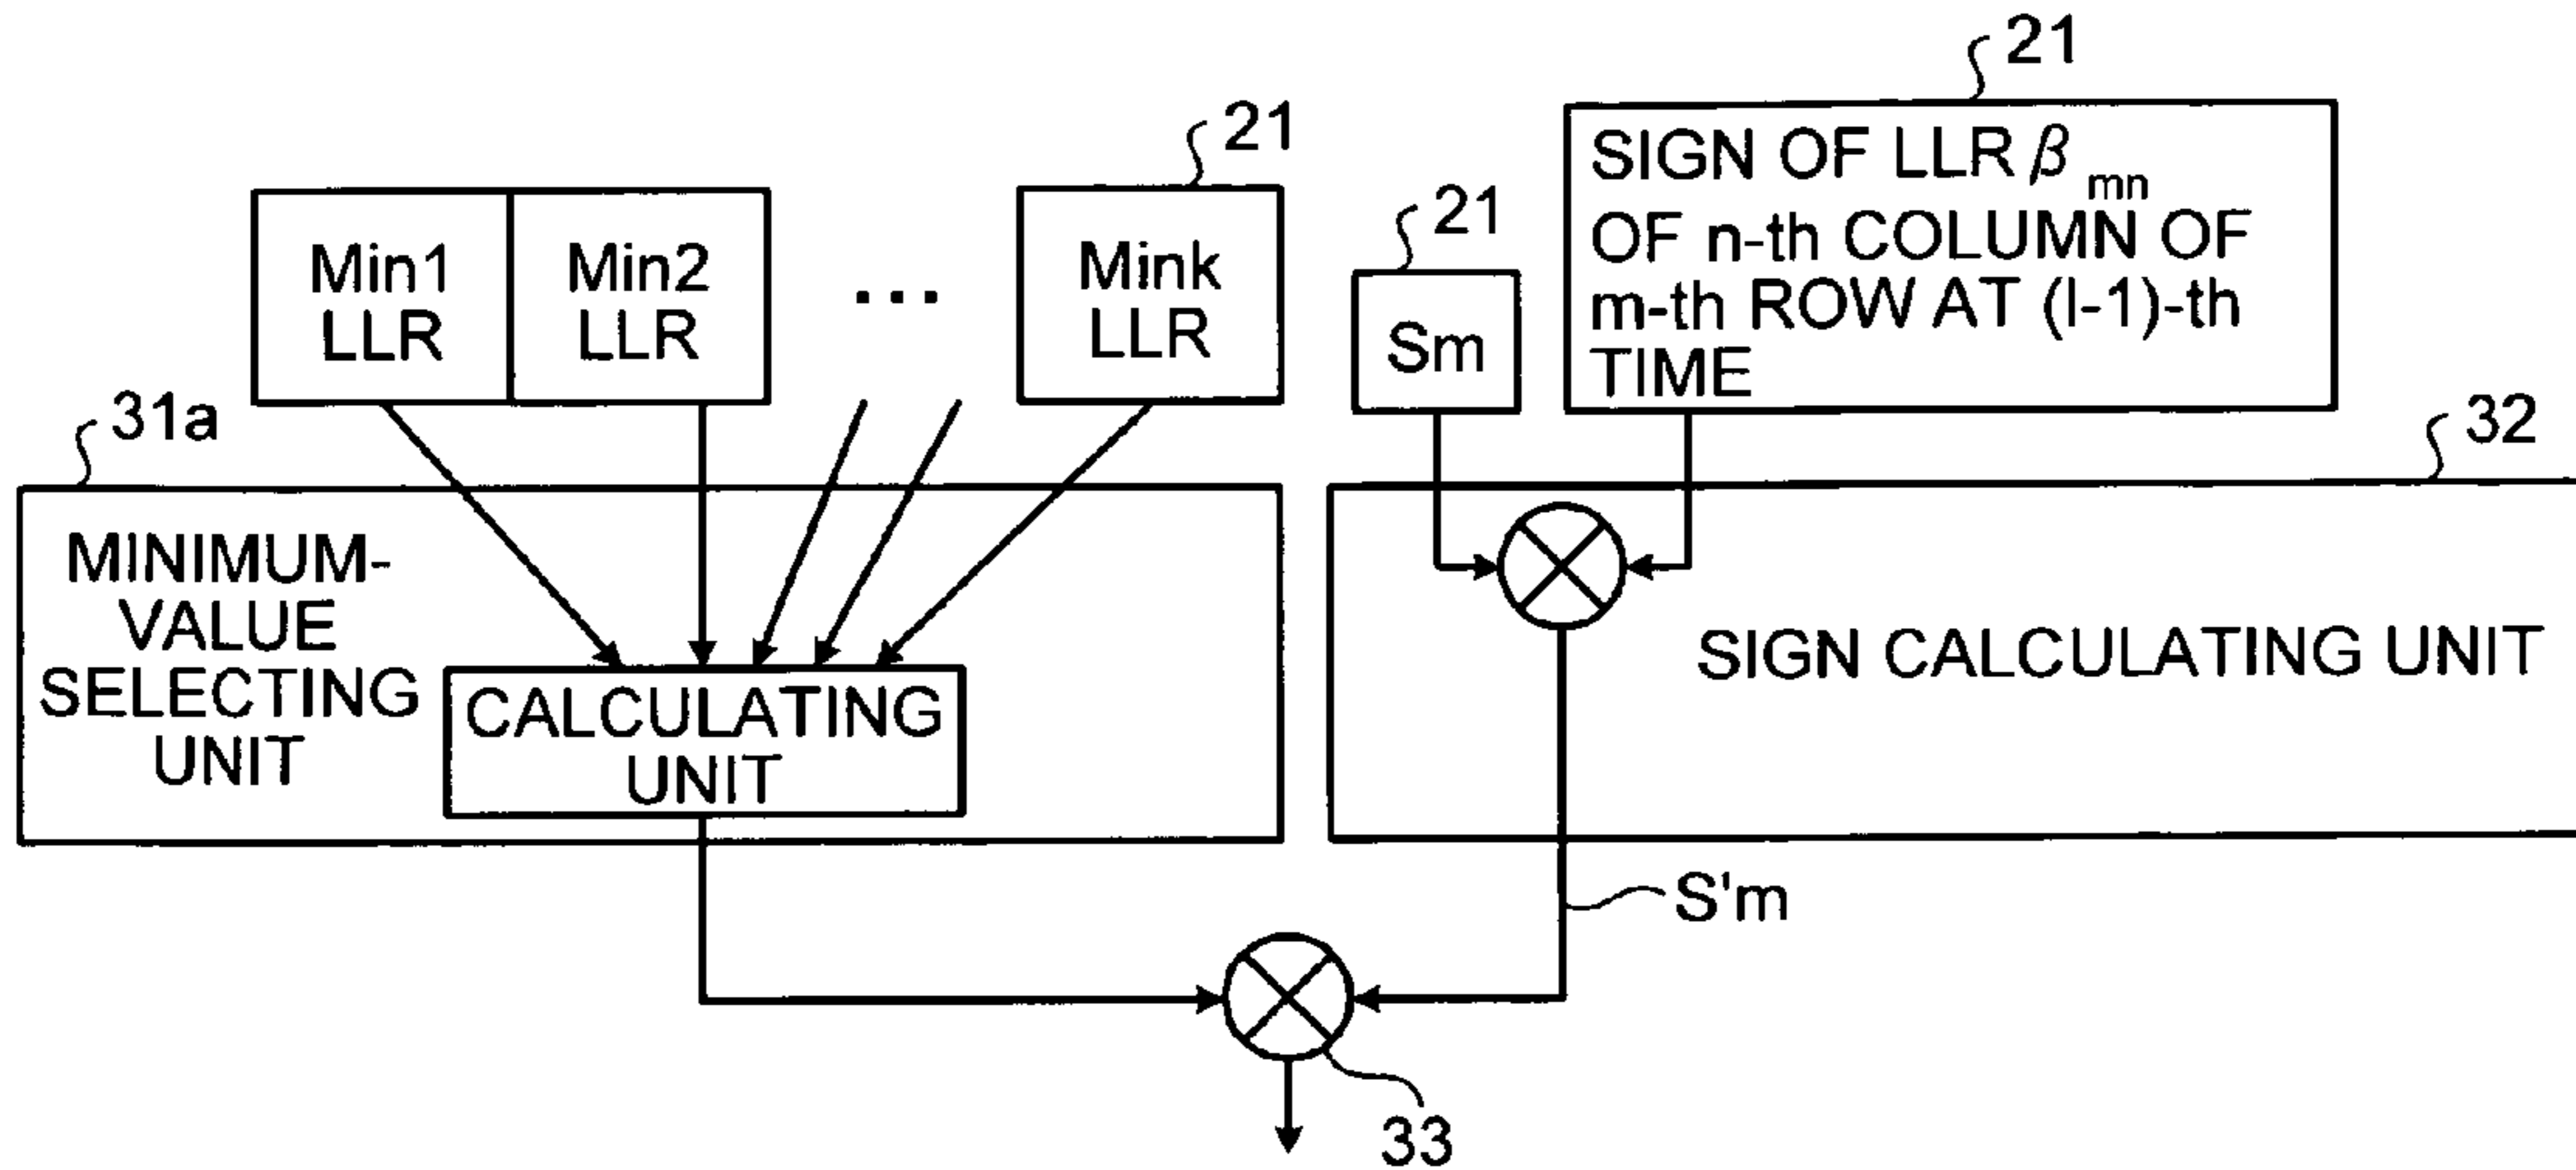 21
21
SIGN OF LLR βmn
OF n-th COLUMN OF
m-th ROW AT (l-1)-th
TIME
Min1
LLR
Min2
LLR
...
Mink
LLR
21
Sm
31a
32
MINIMUM-
VALUE
SELECTING
UNIT
CALCULATING
UNIT
SIGN CALCULATING UNIT
S'm
33